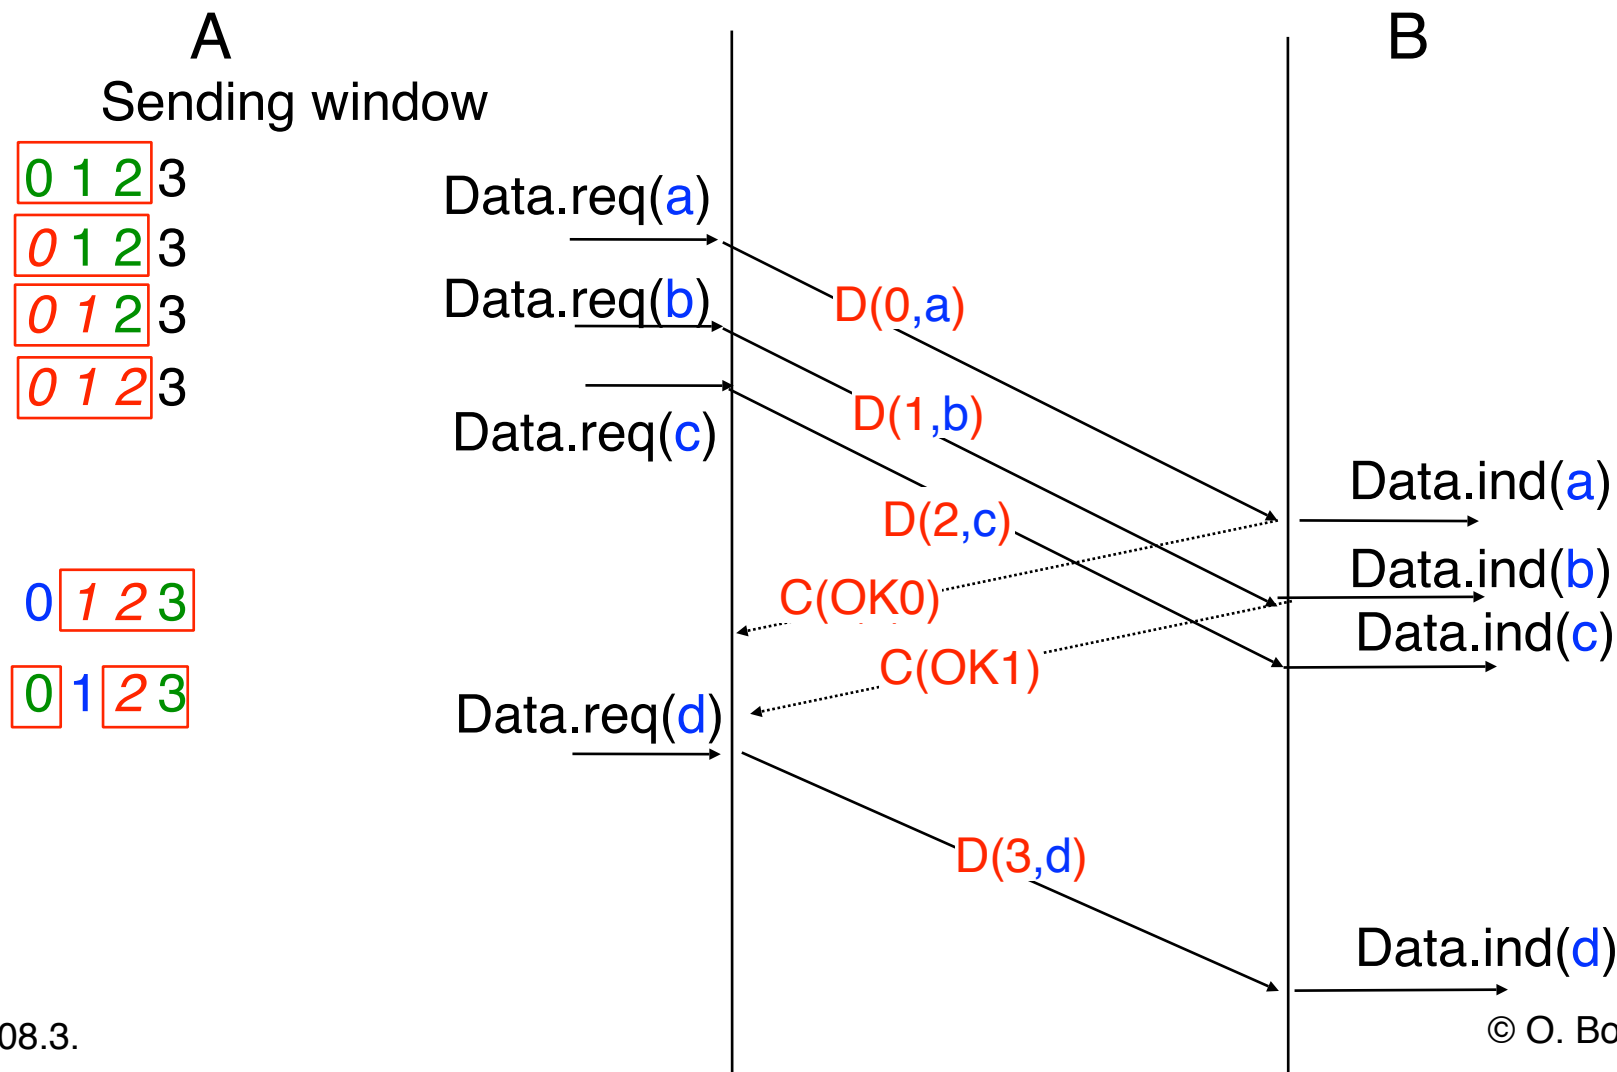 A
B
Sending window
0 1 2 3
Data.req(a)
0 1 2 3
Data.req(b)
D(0,a)
0 1 2 3
0 1 2 3
D(1,b)
Data.req(c)
Data.ind(a)
D(2,c)
Data.ind(b)
0 1 2 3
C(OK0)
Data.ind(c)
C(OK1)
0 1 2 3
Data.req(d)
D(3,d)
Data.ind(d)
08.3.
© O. Bo